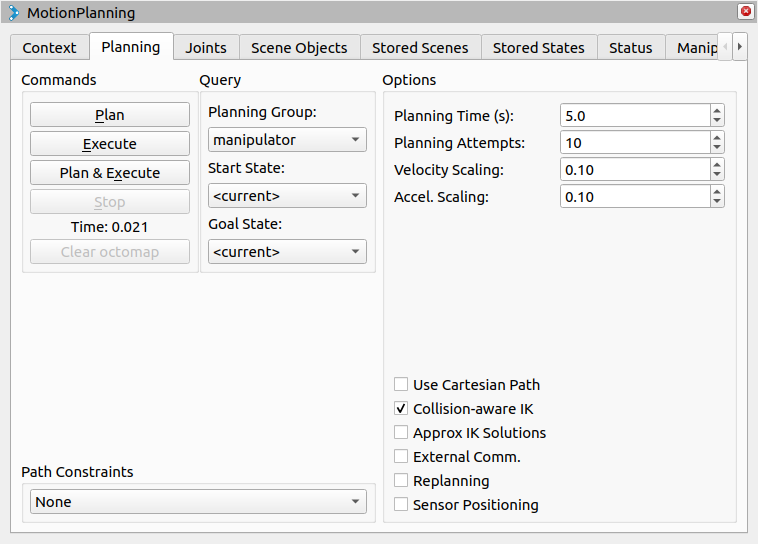 MotionPlanning
Context
Planning
Joints
Scene Objects
Stored Scenes
Stored States
Status
Manip
Commands
Plan
Execute
Plan & Execute
Stop
Time: 0.021
Clear octomap
Query
Planning Group:
manipulator
Start State:
<current>
Goal State:
<current>
Options
Planning Time (s): 5.0
Planning Attempts: 10
Velocity Scaling: 0.10
Accel. Scaling: 0.10
Use Cartesian Path
Collision-aware IK
Approx IK Solutions
External Comm.
Replanning
Sensor Positioning
Path Constraints
None